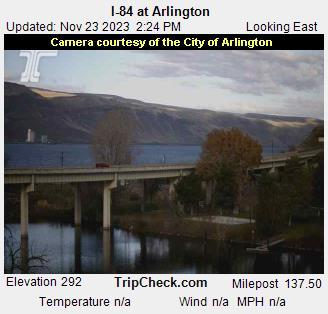 I-84 at Arlington
Updated: Nov 23 2023 2:24 PM Looking East
Camera courtesy of the City of Arlington
Elevation 292 TripCheck.com Milepost 137.50
Temperature n/a Wind n/a MPH n/a